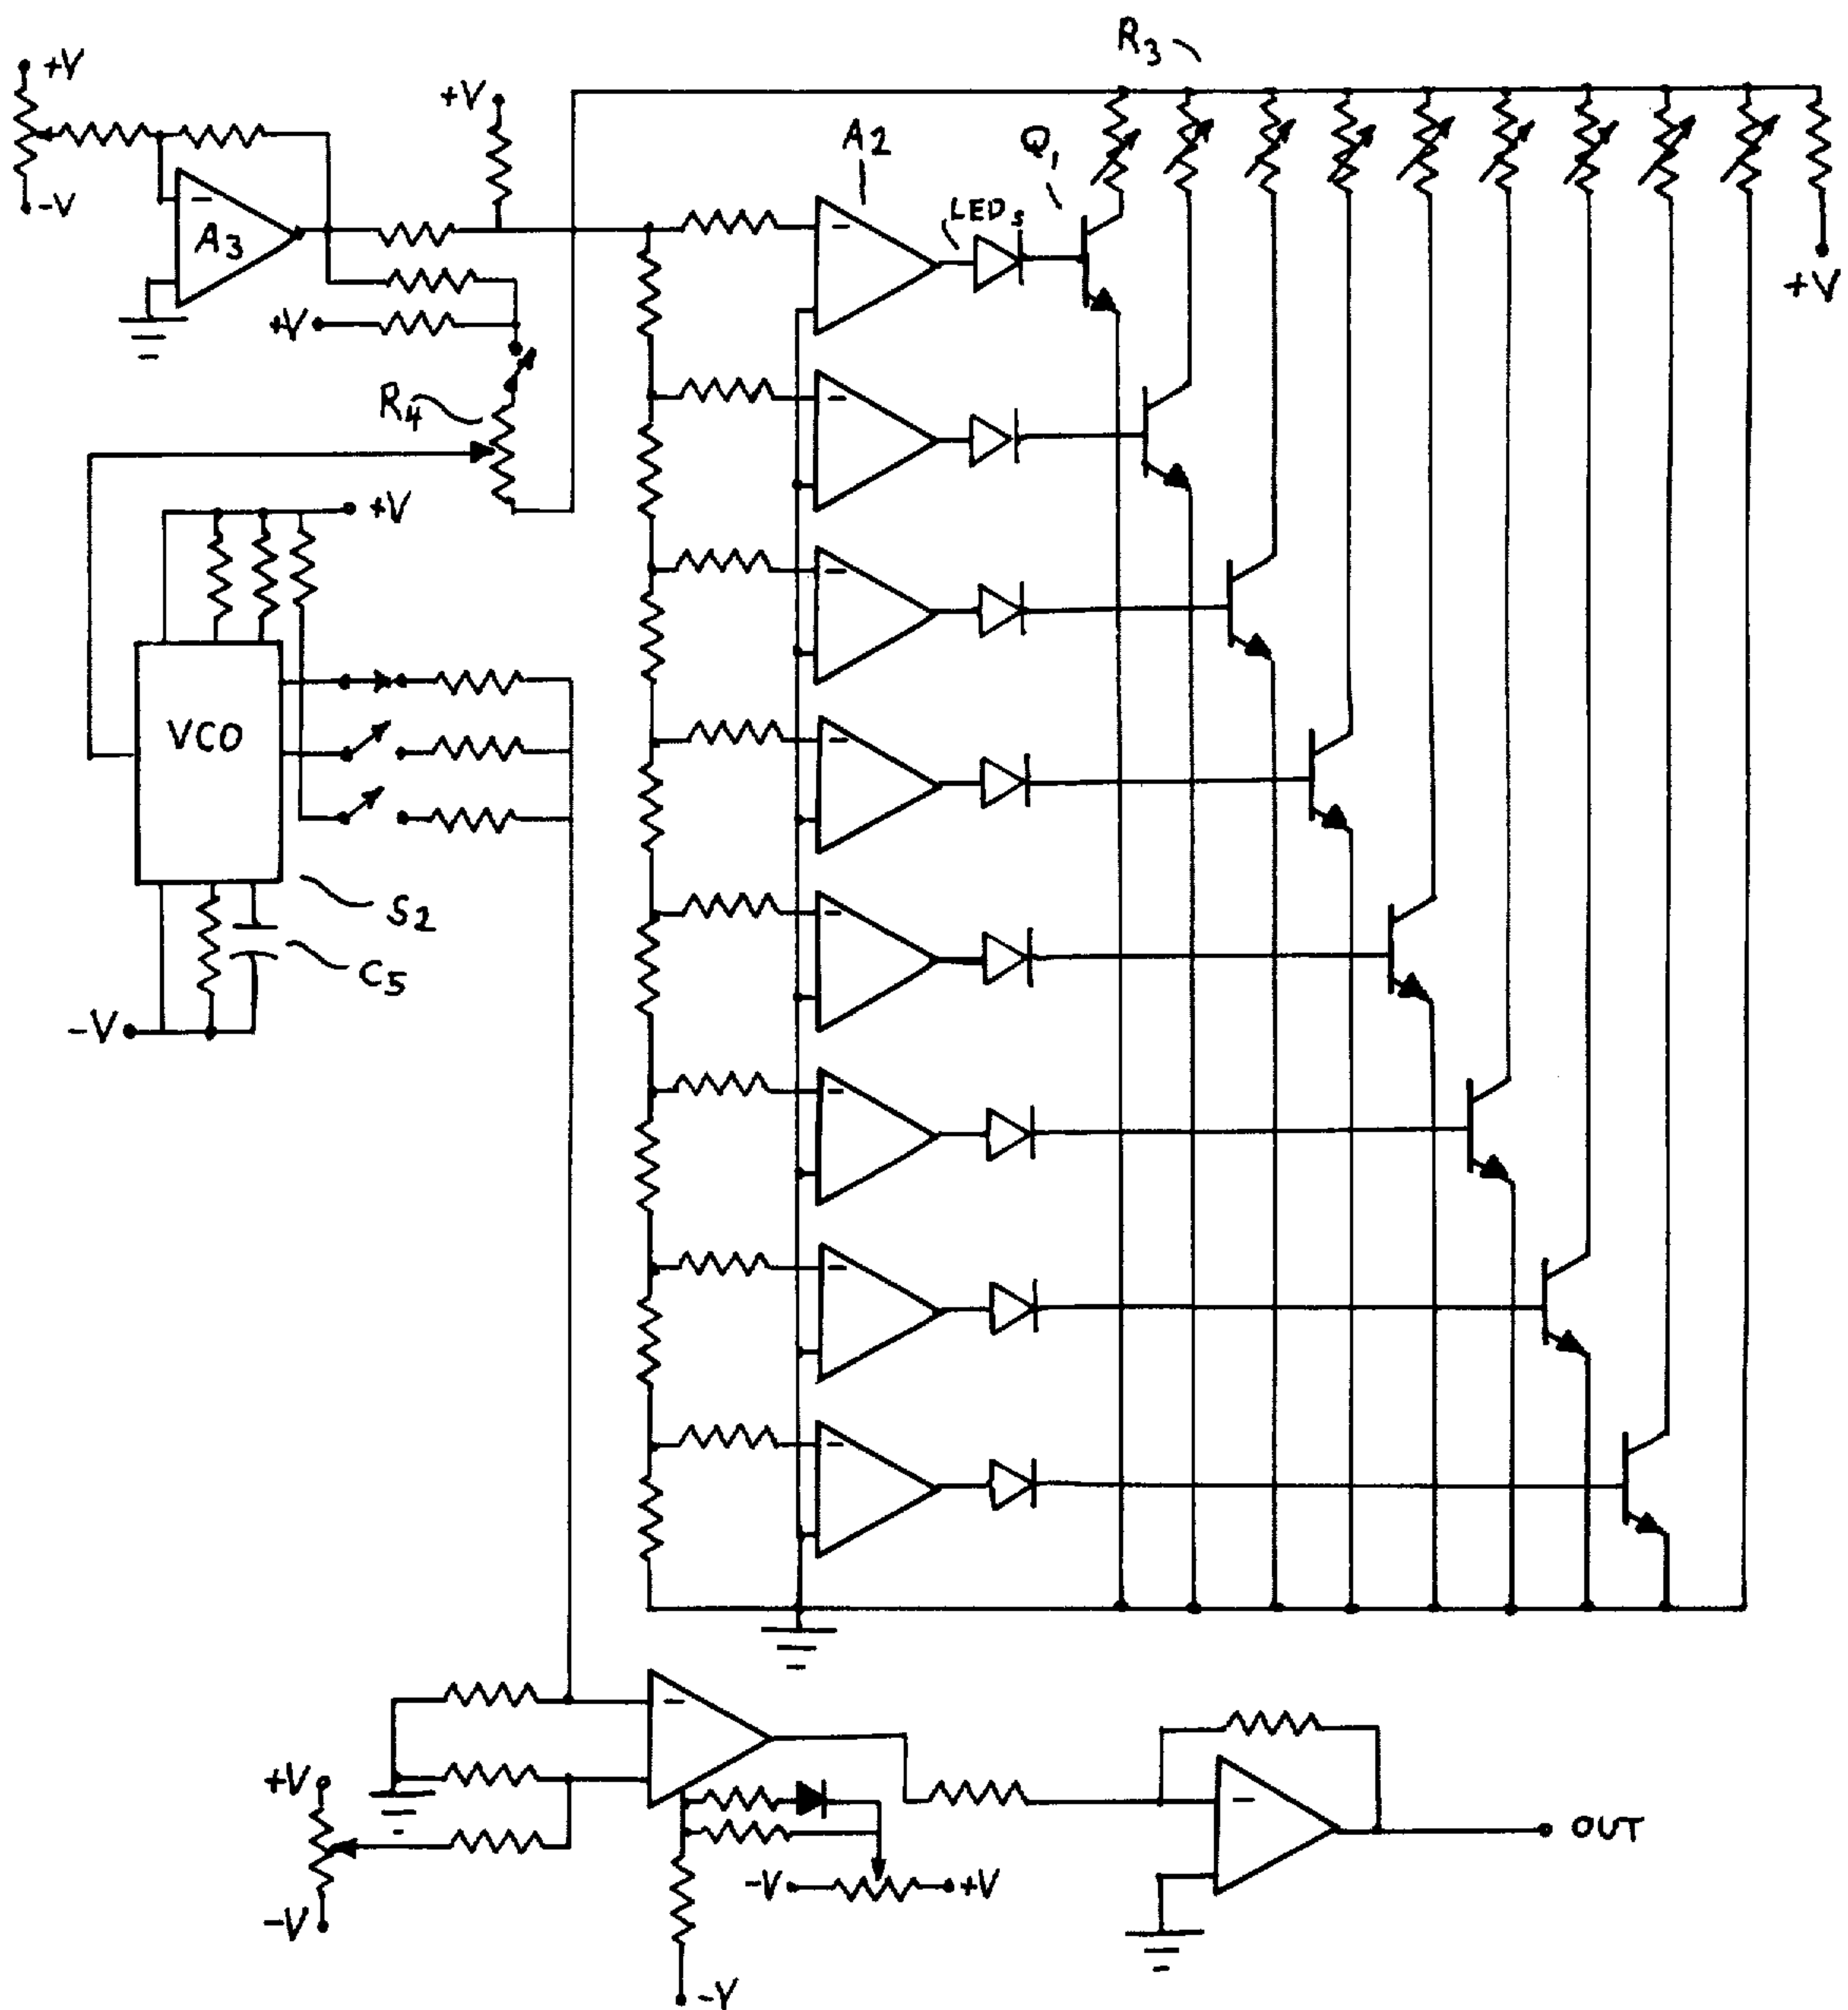 R3
+V
+V
-V
A3
A2
Q1
LEDs
+V
+V
R4
+V
VCO
S2
C5
-V
-
-
-
-
-
-
-
-
-
-
+V
-V
-V
+V
-V
-
OUT